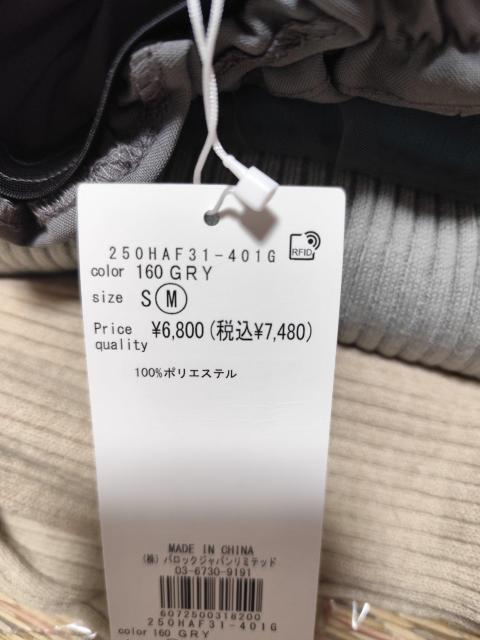 250HAF31-401G
RFID
color 160 GRY
size S M
Price ¥6,800(税込¥7,480)
quality
100%ポリエステル
MADE IN CHINA
(株) バロックジャパンリミテッド
03-6730-9191
6072500318200
250HAF31-401G
color 160 GRY